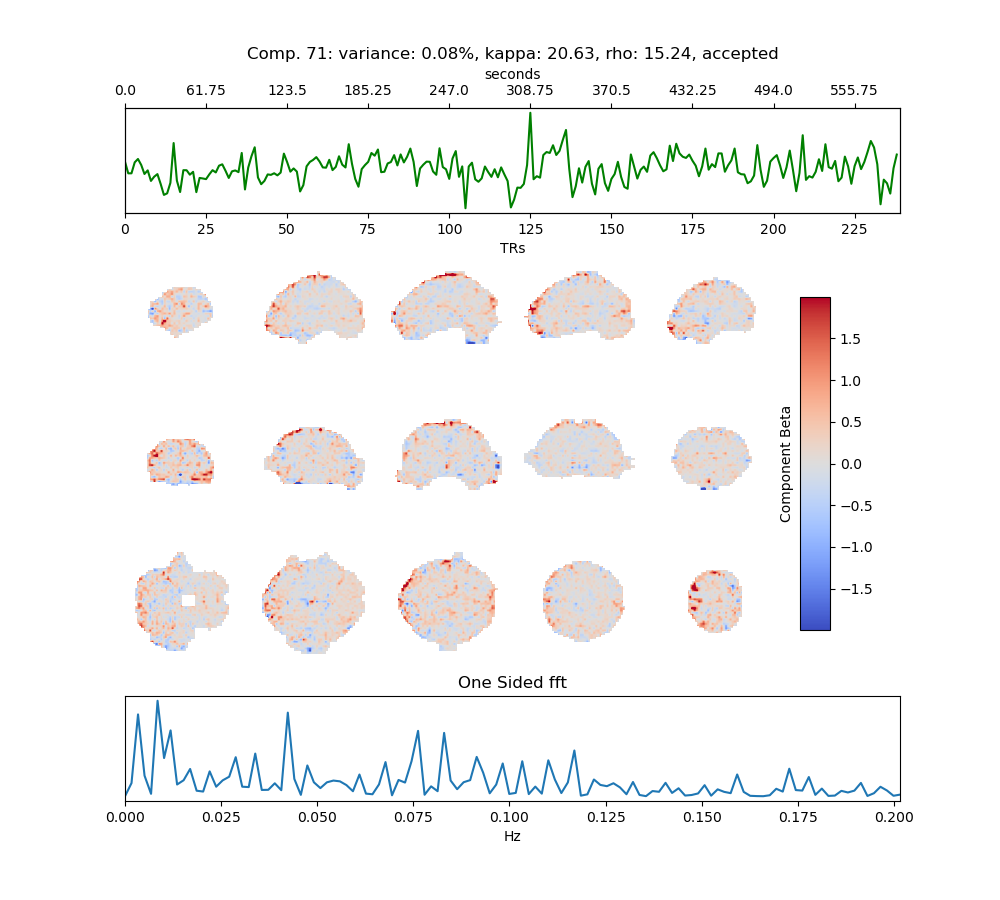 Comp. 71: variance: 0.08%, kappa: 20.63, rho: 15.24, accepted
seconds
0.0 61.75 123.5 185.25 247.0 308.75 370.5 432.25 494.0 555.75
0 25 50 75 100 125 150 175 200 225
TRs
1.5
1.0
0.5
0.0
−0.5
−1.0
−1.5
Component Beta
One Sided fft
0.000 0.025 0.050 0.075 0.100 0.125 0.150 0.175 0.200
Hz